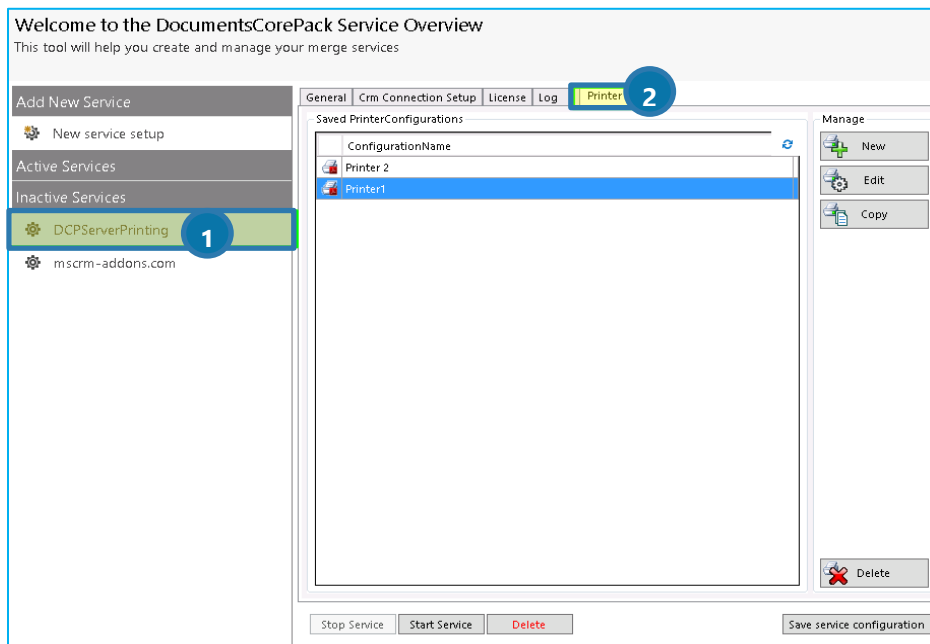 Welcome to the DocumentsCorePack Service Overview
This tool will help you create and manage your merge services
Add New Service
New service setup
Active Services
Inactive Services
DCPServerPrinting
1
mscrm-addons.com
General
Crm Connection Setup
License
Log
Printer
2
Saved PrinterConfigurations
ConfigurationName
Printer 2
Printer1
Manage
New
Edit
Copy
Delete
Stop Service
Start Service
Delete
Save service configuration